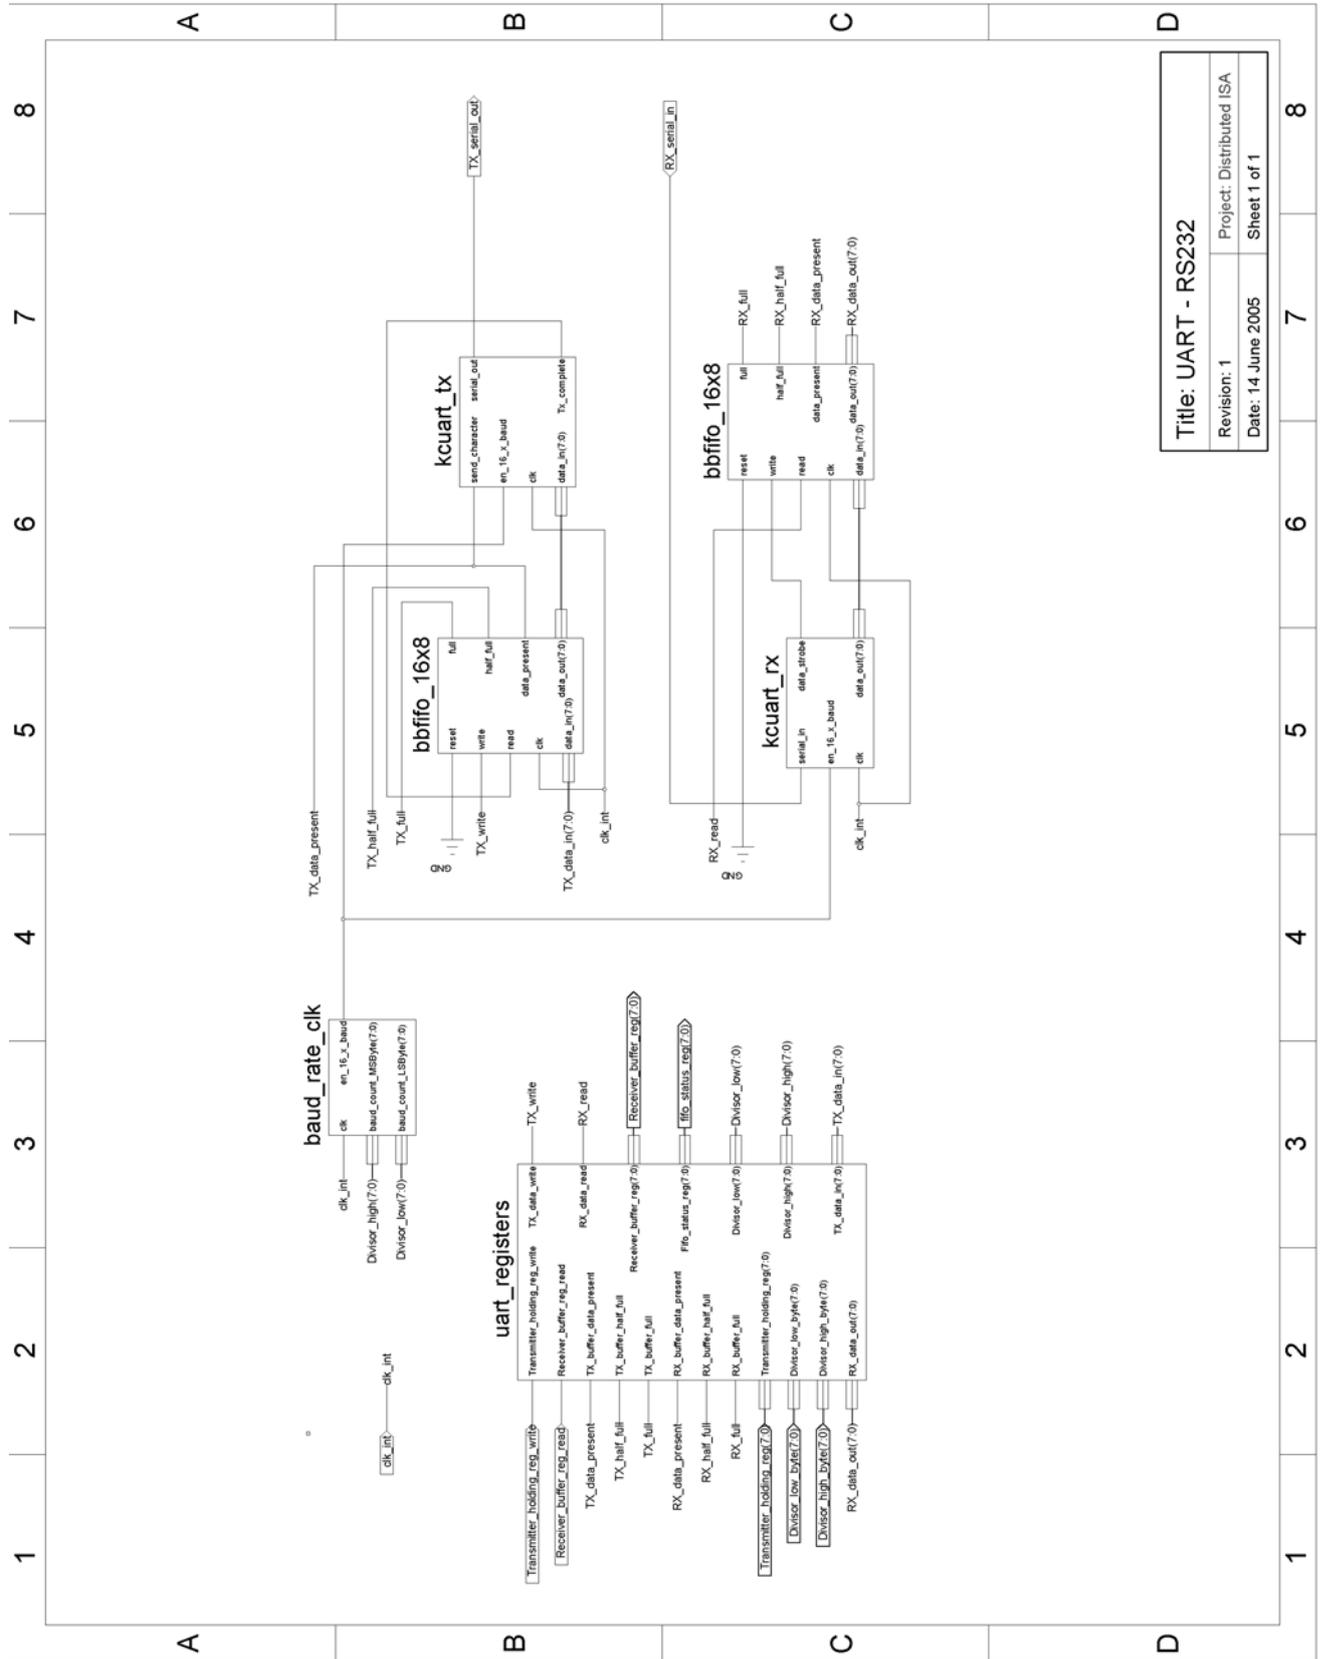 1
2
3
4
5
6
7
8
A
B
C
D
A
B
C
D
1
2
3
4
5
6
7
8
clk_int
clk_int
baud_rate_clk
clk
en_16_x_baud
baud_count_MSByte(7:0)
baud_count_LSByte(7:0)
clk_int
Divisor_high(7:0)
Divisor_low(7:0)
uart_registers
Transmitter_holding_reg_write
Receiver_buffer_reg_read
TX_data_present
TX_half_full
TX_full
RX_data_present
RX_half_full
RX_full
Transmitter_holding_reg(7:0)
Divisor_low_byte(7:0)
Divisor_high_byte(7:0)
RX_data_out(7:0)
Transmitter_holding_reg_write
Receiver_buffer_reg_read
TX_buffer_data_present
TX_buffer_half_full
TX_buffer_full
RX_buffer_data_present
RX_buffer_half_full
RX_buffer_full
Transmitter_holding_reg(7:0)
Divisor_low_byte(7:0)
Divisor_high_byte(7:0)
RX_data_out(7:0)
TX_data_write
RX_data_read
Receiver_buffer_reg(7:0)
Fifo_status_reg(7:0)
Divisor_low(7:0)
Divisor_high(7:0)
TX_data_in(7:0)
TX_write
RX_read
Receiver_buffer_reg(7:0)
fifo_status_reg(7:0)
Divisor_low(7:0)
Divisor_high(7:0)
TX_data_in(7:0)
TX_data_present
TX_half_full
TX_full
GND
TX_write
TX_data_in(7:0)
clk_int
bbfifo_16x8
reset
write
read
clk
data_in(7:0)
full
half_full
data_present
data_out(7:0)
kcuart_tx
send_character
en_16_x_baud
clk
data_in(7:0)
serial_out
Tx_complete
TX_serial_out
RX_serial_in
RX_read
GND
clk_int
kcuart_rx
serial_in
en_16_x_baud
clk
data_strobe
data_out(7:0)
bbfifo_16x8
reset
write
read
clk
data_in(7:0)
full
half_full
data_present
data_out(7:0)
RX_full
RX_half_full
RX_data_present
RX_data_out(7:0)
Title: UART - RS232
Revision: 1
Project: Distributed ISA
Date: 14 June 2005
Sheet 1 of 1